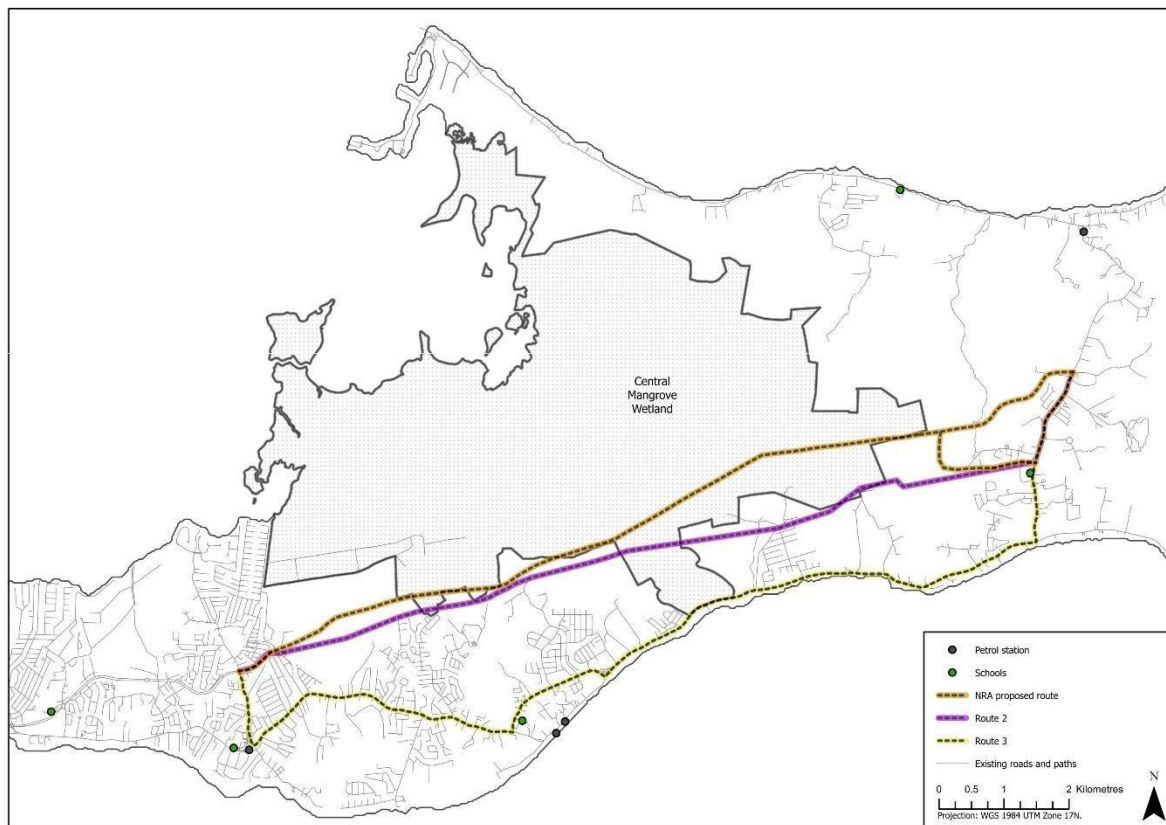 Central
Mangrove
Wetland
Petrol station
Schools
NRA proposed route
Route 2
Route 3
Existing roads and paths
N
0 0.5 1 2 Kilometres
Projection: WGS 1984 UTM Zone 17N.